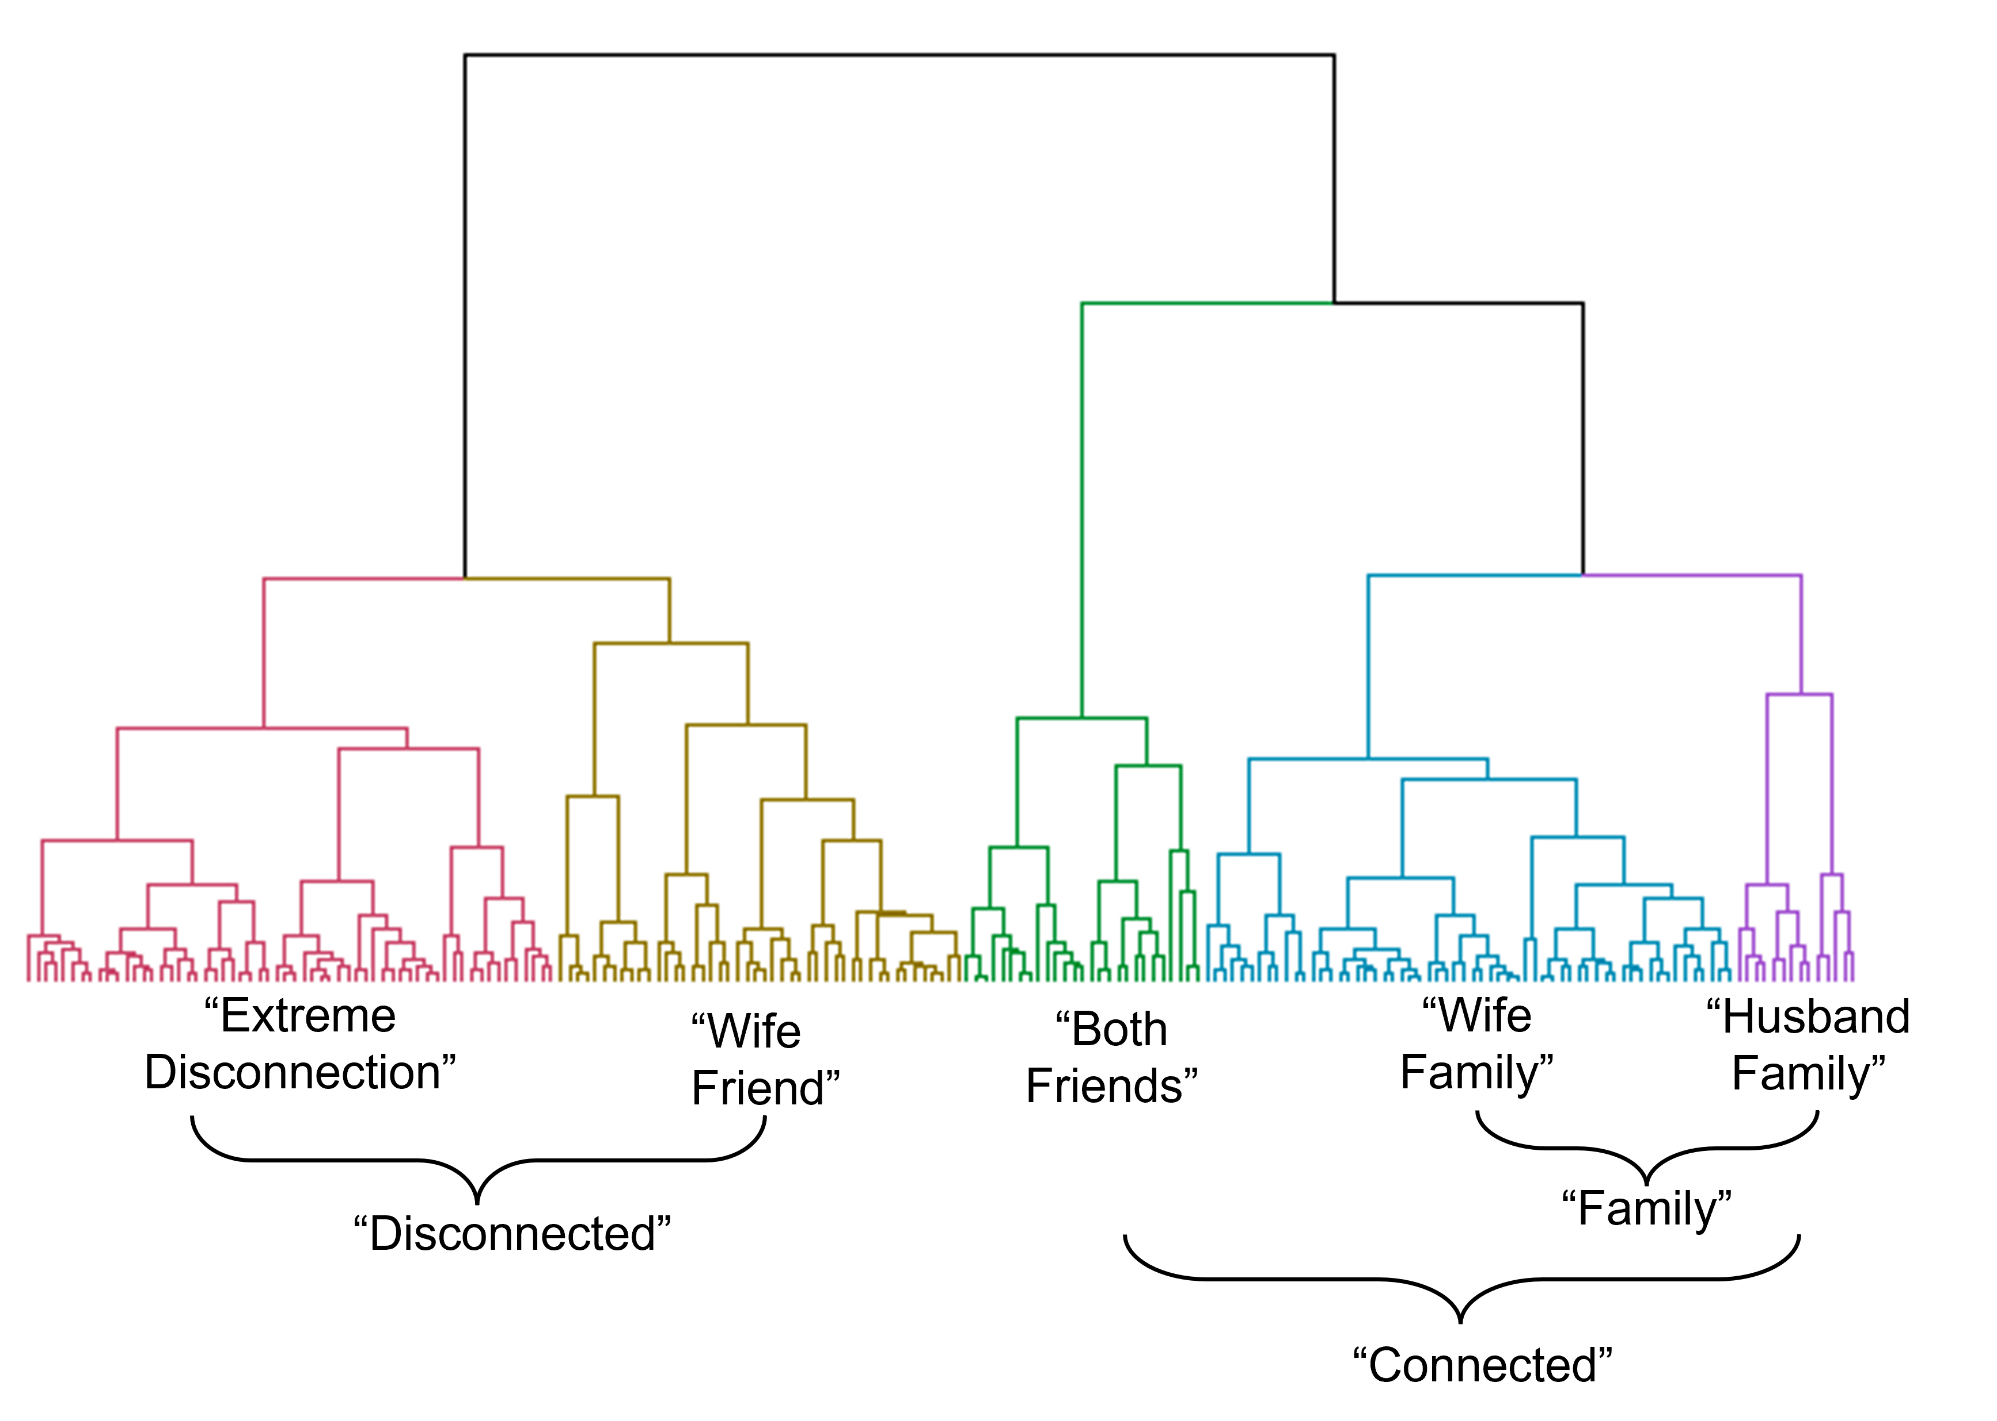 “Extreme
Disconnection”
“Wife
Friend”
“Both
Friends”
“Wife
Family”
“Husband
Family”
“Disconnected”
“Family”
“Connected”